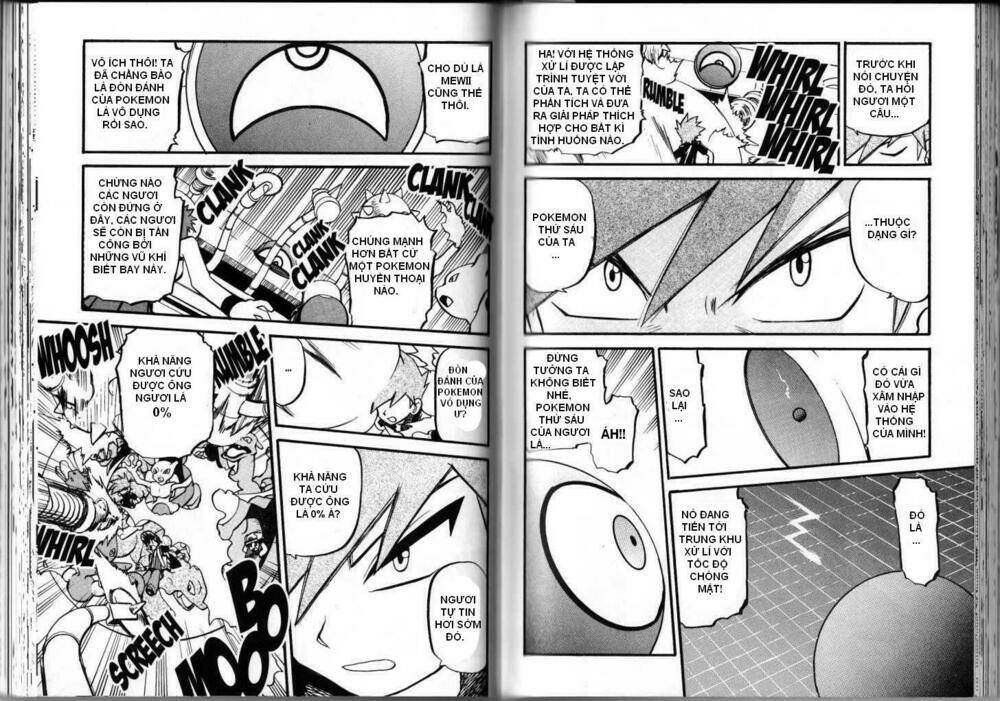 VÔ ÍCH THÔI! TA
ĐÃ CHẲNG BẢO
LÀ ĐÒN ĐÁNH
CỦA POKEMON
LÀ VÔ DỤNG
RỒI SAO.
CHO DÙ LÀ
MEWII
CŨNG THẾ
THÔI.
CHỪNG NÀO
CÁC NGƯƠI
CÒN ĐỨNG Ở
ĐÂY, CÁC NGƯƠI
SẼ CÒN BỊ TẤN
CÔNG BỞI
NHỮNG VŨ KHÍ
BIẾT BAY NÀY.
CLANK
CLANK
CLANK
CHÚNG MẠNH
HƠN BẤT CỨ
MỘT POKEMON
HUYỀN THOẠI
NÀO.
CLANK
CLANK
WHOOSH
KHẢ NĂNG
NGƯƠI CỨU
ĐƯỢC ÔNG
NGƯƠI LÀ
0%
RUMBLE
WHIRL
SCREECH
BOOOOOM
...
ĐÒN
ĐÁNH CỦA
POKEMON
VÔ DỤNG
Ư?
KHẢ NĂNG
TA CỨU
ĐƯỢC ÔNG
LÀ 0% À?
NGƯƠI
TỰ TIN
HƠI SỚM
ĐÓ.
HA! VỚI HỆ THỐNG
XỬ LÍ ĐƯỢC LẬP
TRÌNH TUYỆT VỜI
CỦA TA, TA CÓ THỂ
PHÂN TÍCH VÀ ĐƯA
RA GIẢI PHÁP THÍCH
HỢP CHO BẤT KÌ
TÌNH HUỐNG NÀO.
RUMBLE
WHIRL
WHIRL
WHIRL
TRƯỚC KHI
NÓI CHUYỆN
ĐÓ, TA HỎI
NGƯƠI MỘT
CÂU...
POKEMON
THỨ SÁU
CỦA TA
...
...THUỘC
DẠNG GÌ?
ĐỪNG
TƯỞNG TA
KHÔNG BIẾT
NHÉ,
POKEMON
THỨ SÁU
CỦA NGƯƠI
LÀ...
ÁH!!
SAO
LẠI
...
CÓ CÁI GÌ
ĐÓ VỪA
XÂM NHẬP
VÀO HỆ
THỐNG
CỦA MÌNH!
NÓ ĐANG
TIẾN TỚI
TRUNG KHU
XỬ LÍ VỚI
TỐC ĐỘ
CHÓNG
MẶT!
ĐÓ
LÀ
...